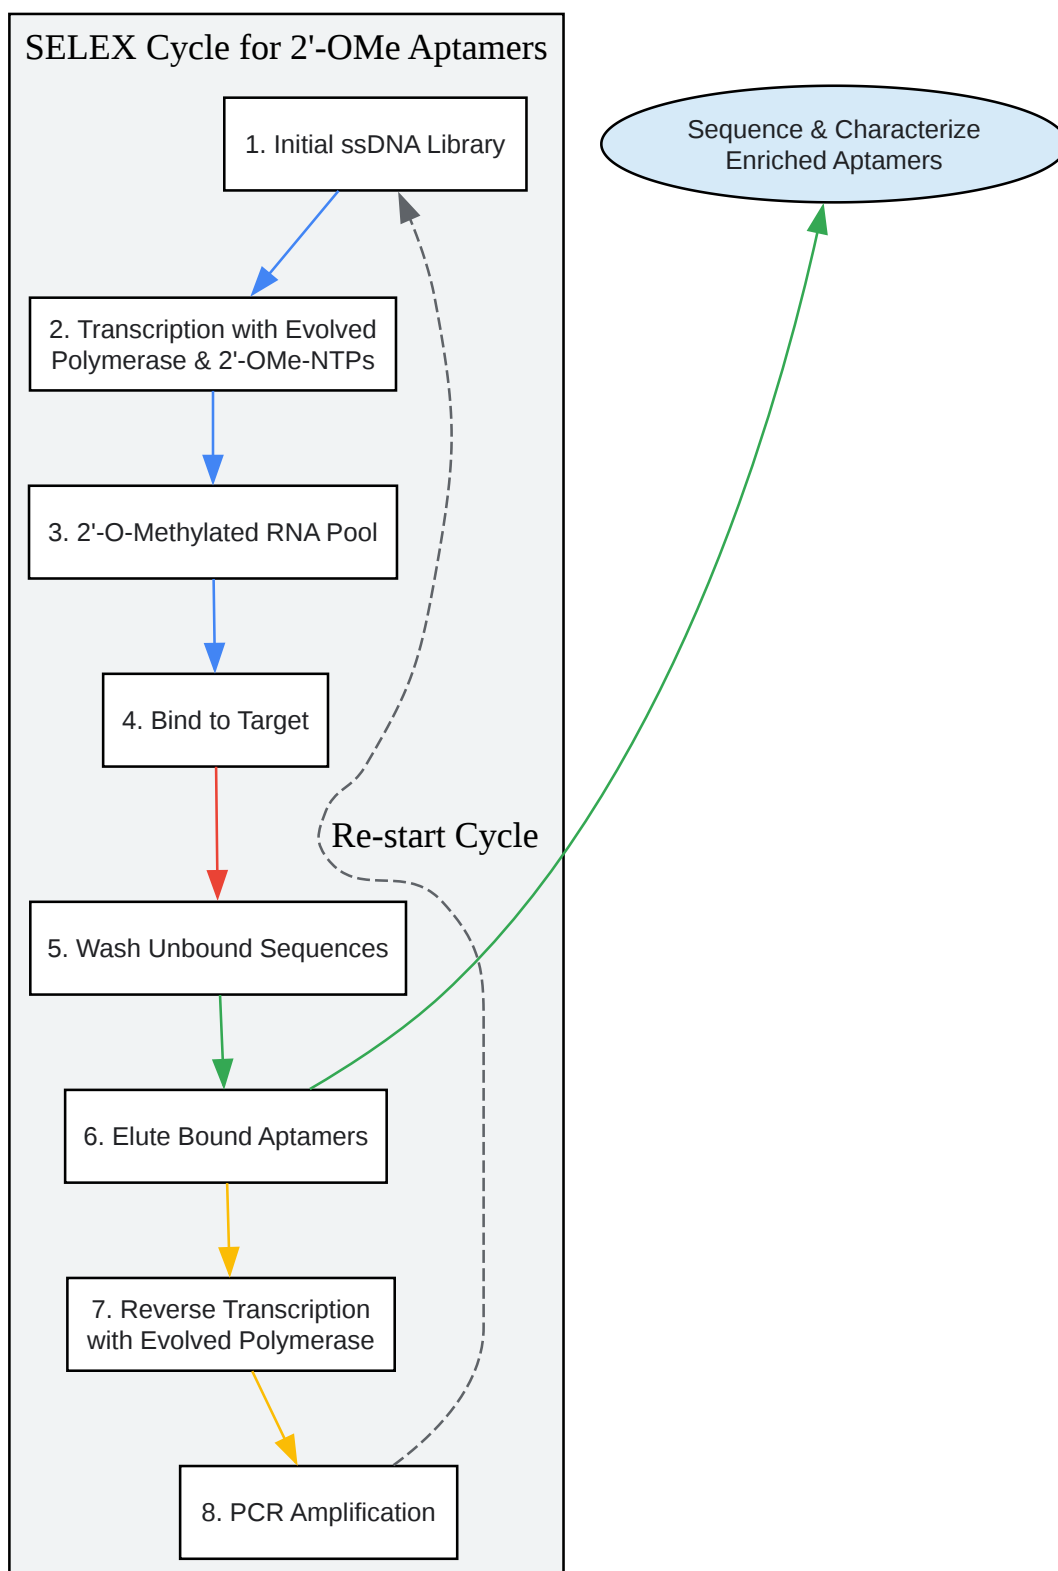 SELEX Cycle for 2'-OMe Aptamers
1. Initial ssDNA Library
Sequence & Characterize
Enriched Aptamers
2. Transcription with Evolved
Polymerase & 2'-OMe-NTPs
3. 2'-O-Methylated RNA Pool
4. Bind to Target
Re-start Cycle
5. Wash Unbound Sequences
6. Elute Bound Aptamers
7. Reverse Transcription
with Evolved Polymerase
8. PCR Amplification